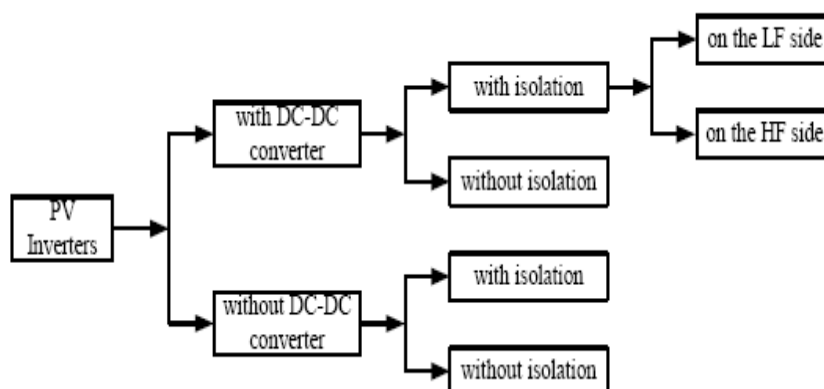 PV
Inverters
with DC-DC
converter
without DC-DC
converter
with isolation
without isolation
with isolation
without isolation
on the LF side
on the HF side